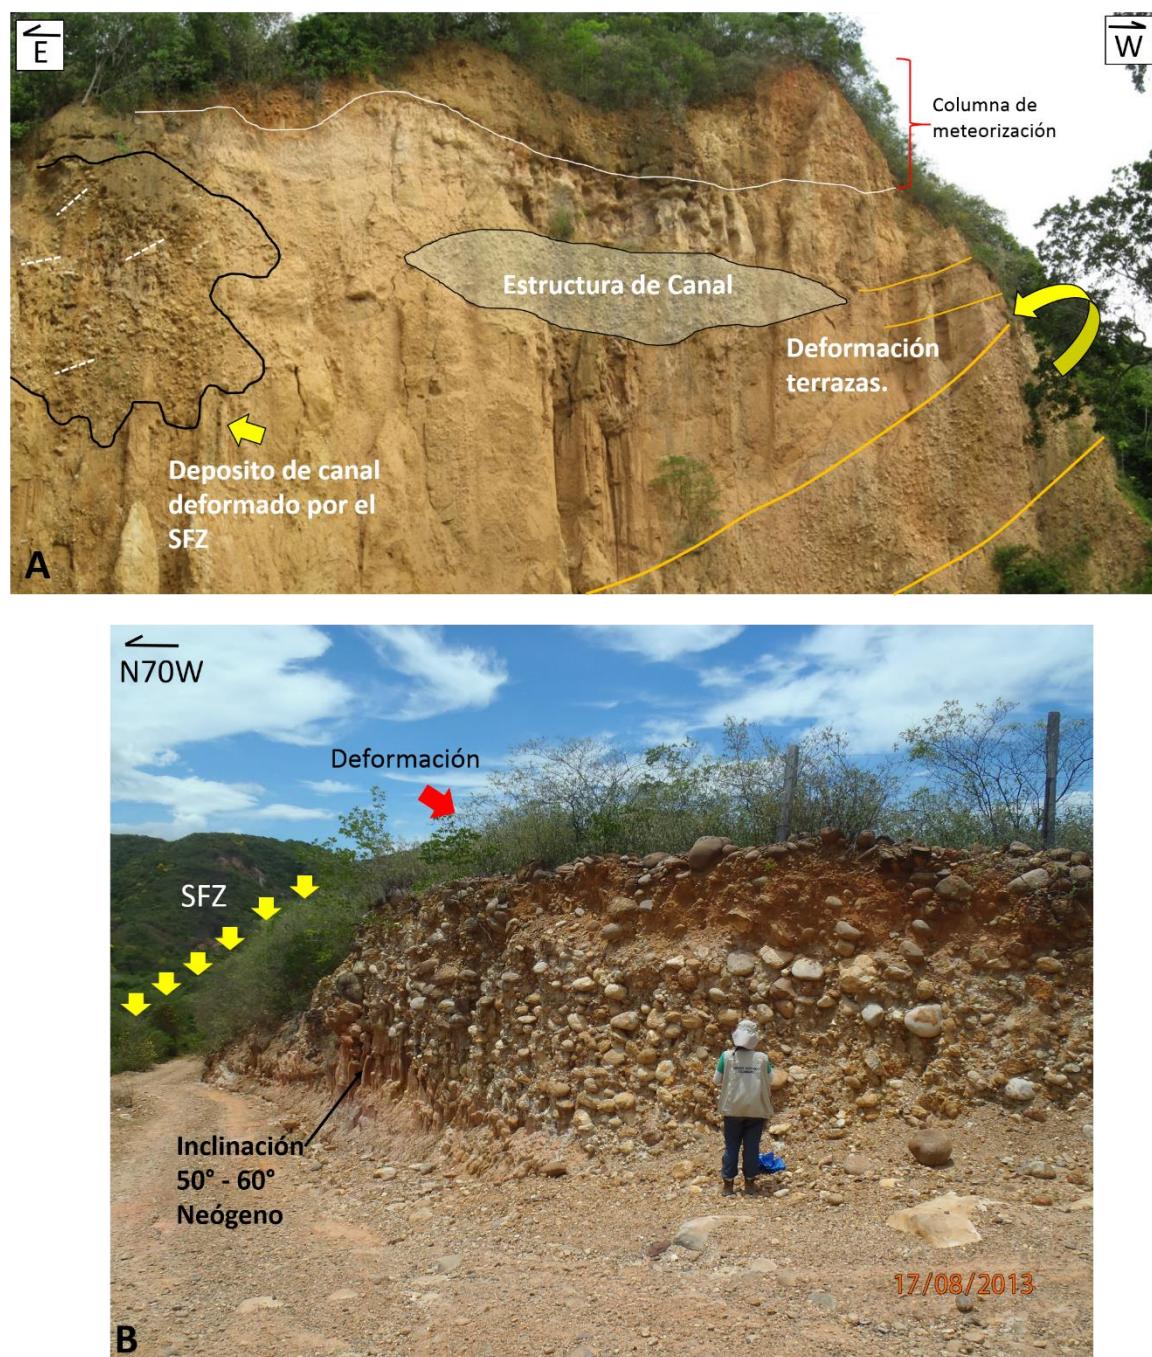 E
W
Columna de
meteorización
Estructura de Canal
Deformación
terrazas.
Deposito de canal
deformado por el
SFZ
A
N70W
Deformación
SFZ
Inclinación
50° - 60°
Neógeno
17/08/2013
B